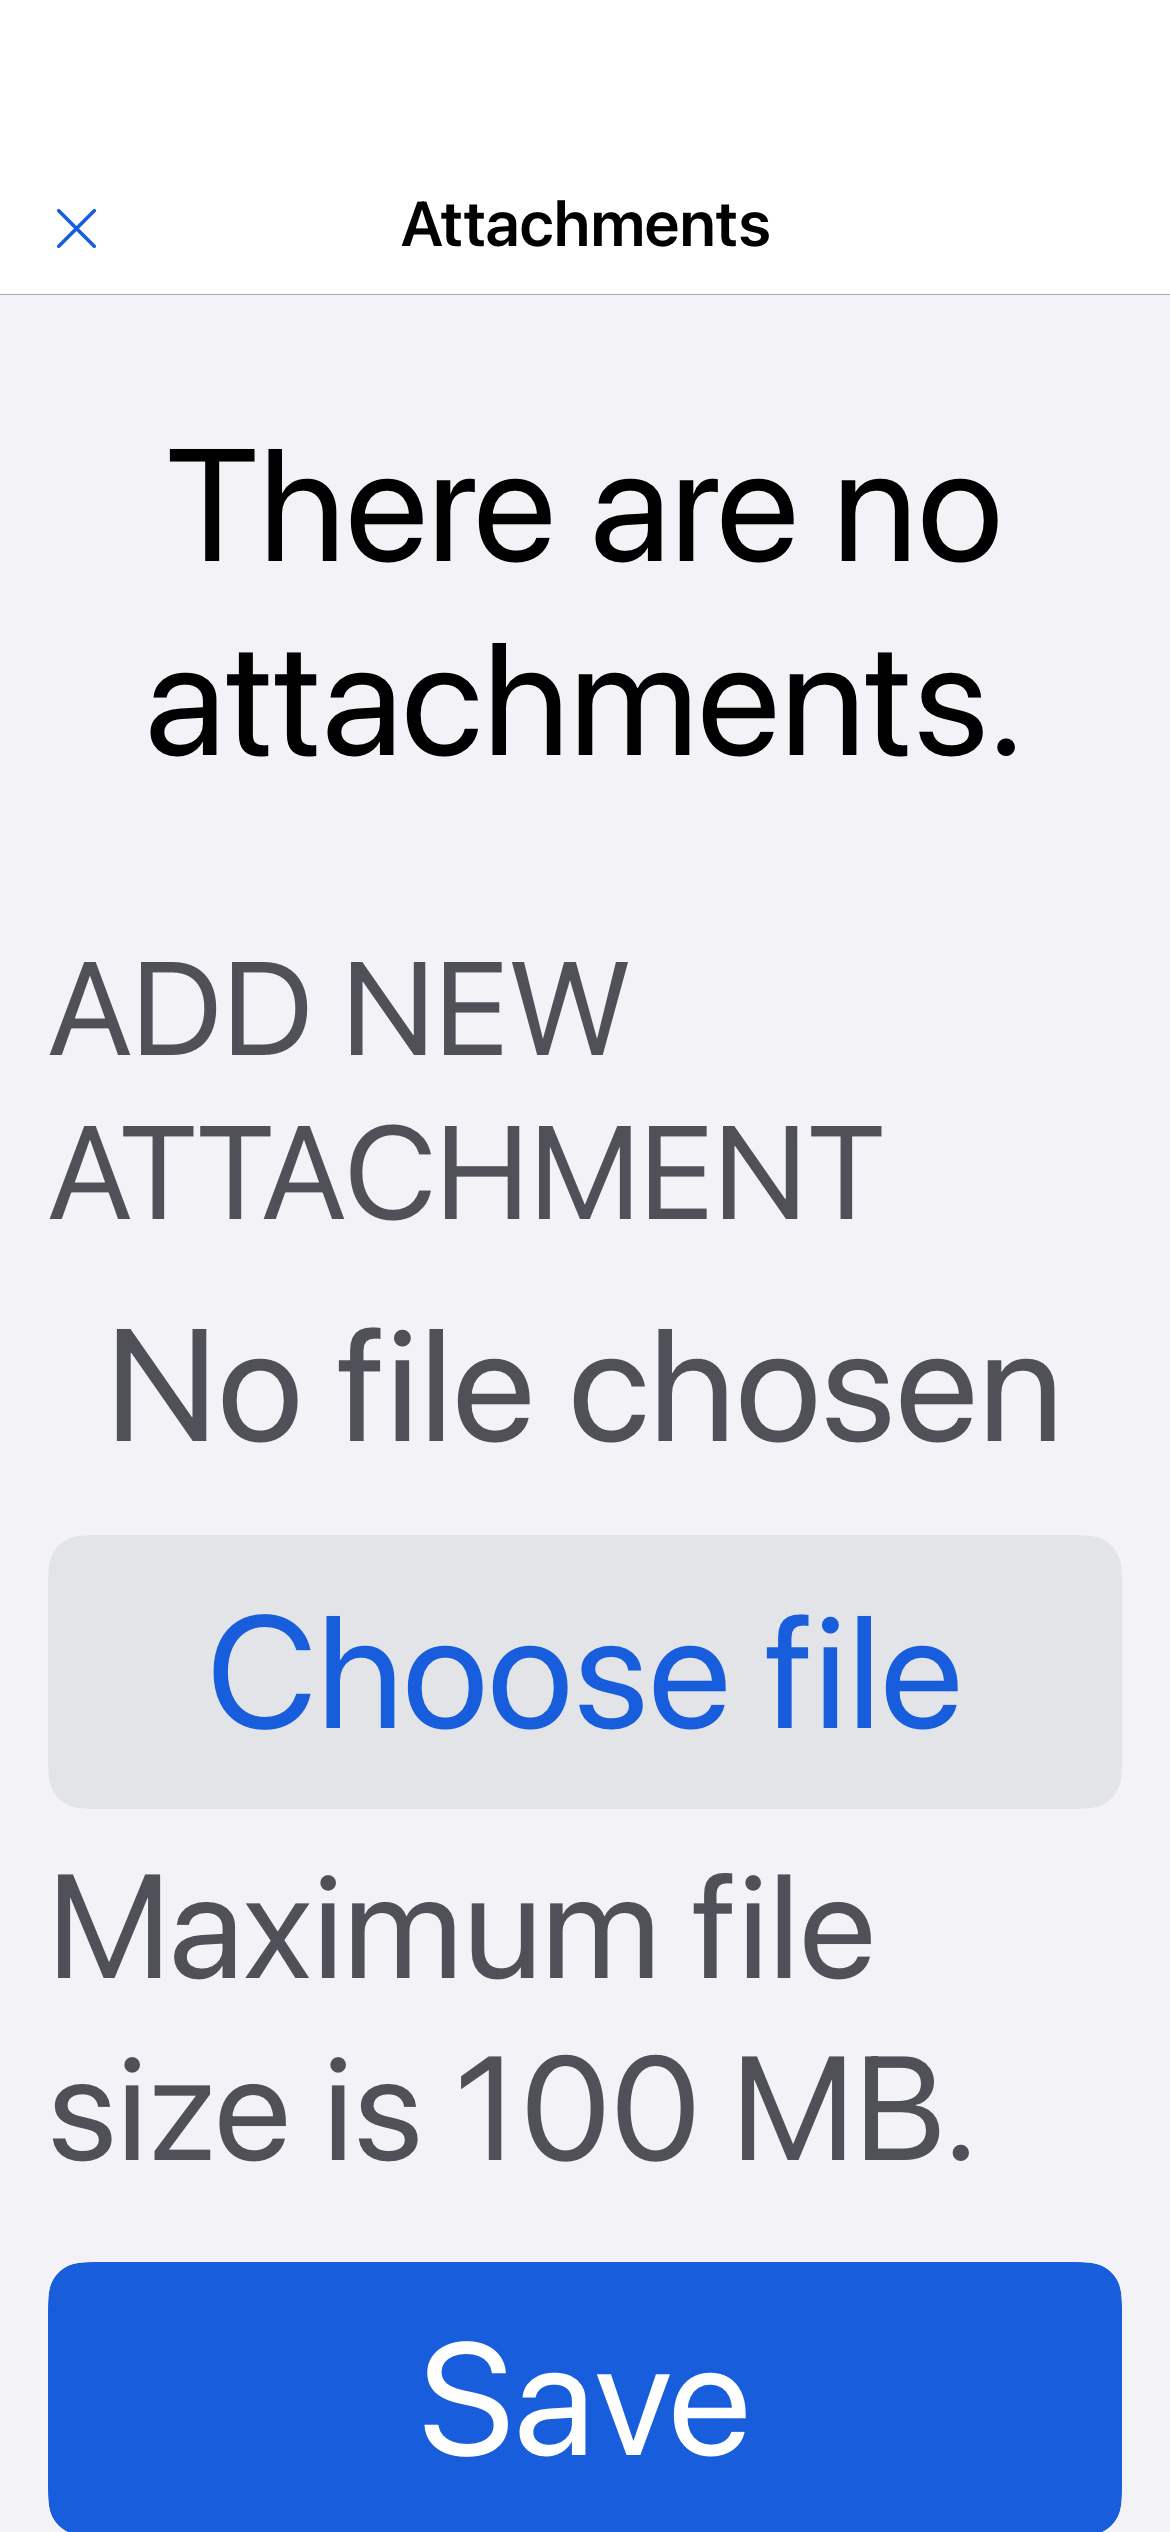 Attachments
There are no
attachments.
ADD NEW
ATTACHMENT
No file chosen
Choose file
Maximum file
size is 100 MB.
Save